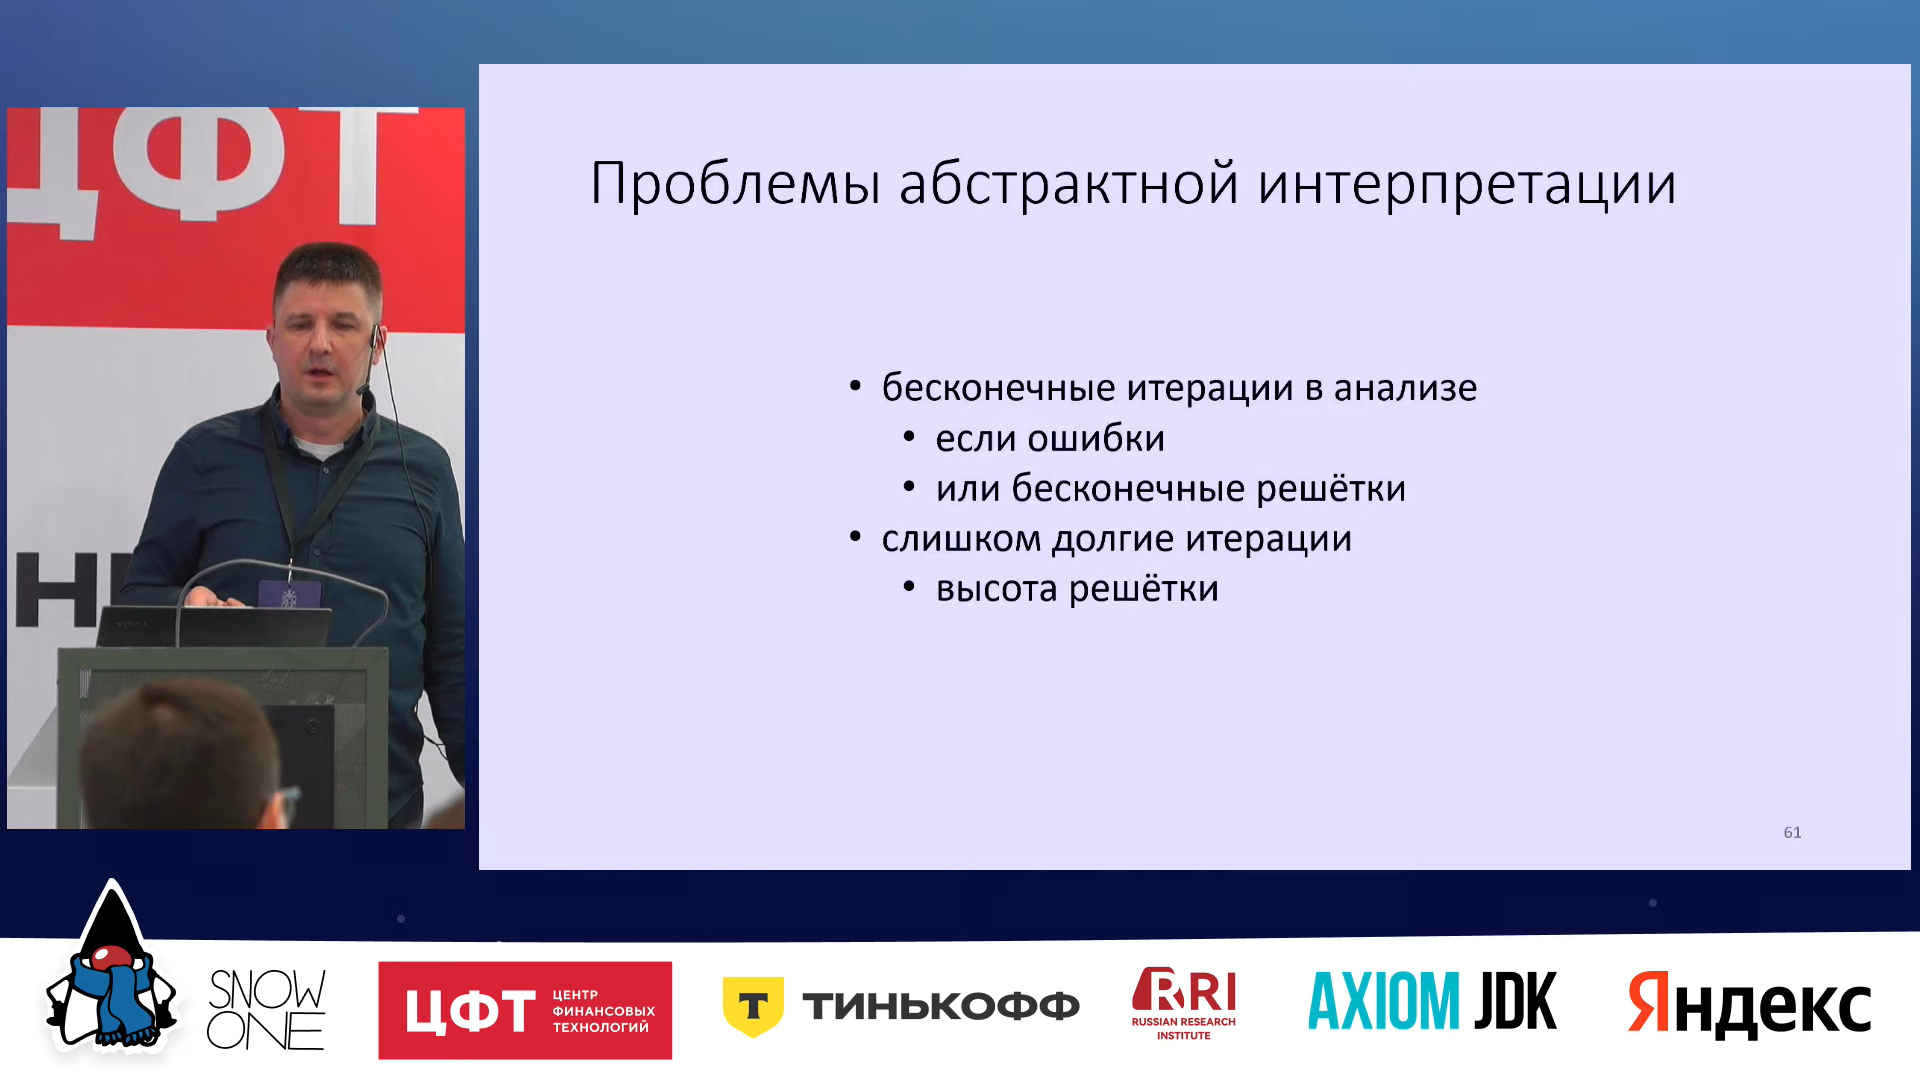 ЦФТ
Проблемы абстрактной интерпретации
• бесконечные итерации в анализе
• если ошибки
• или бесконечные решётки
• слишком долгие итерации
• высота решётки
61
YOGA
SNOW
ONE
ЦФТ
ЦЕНТР
ФИНАНСОВЫХ
ТЕХНОЛОГИЙ
Т ТИНЬКОФФ
RRI
RUSSIAN RESEARCH
INSTITUTE
AXIOM JDK
Яндекс